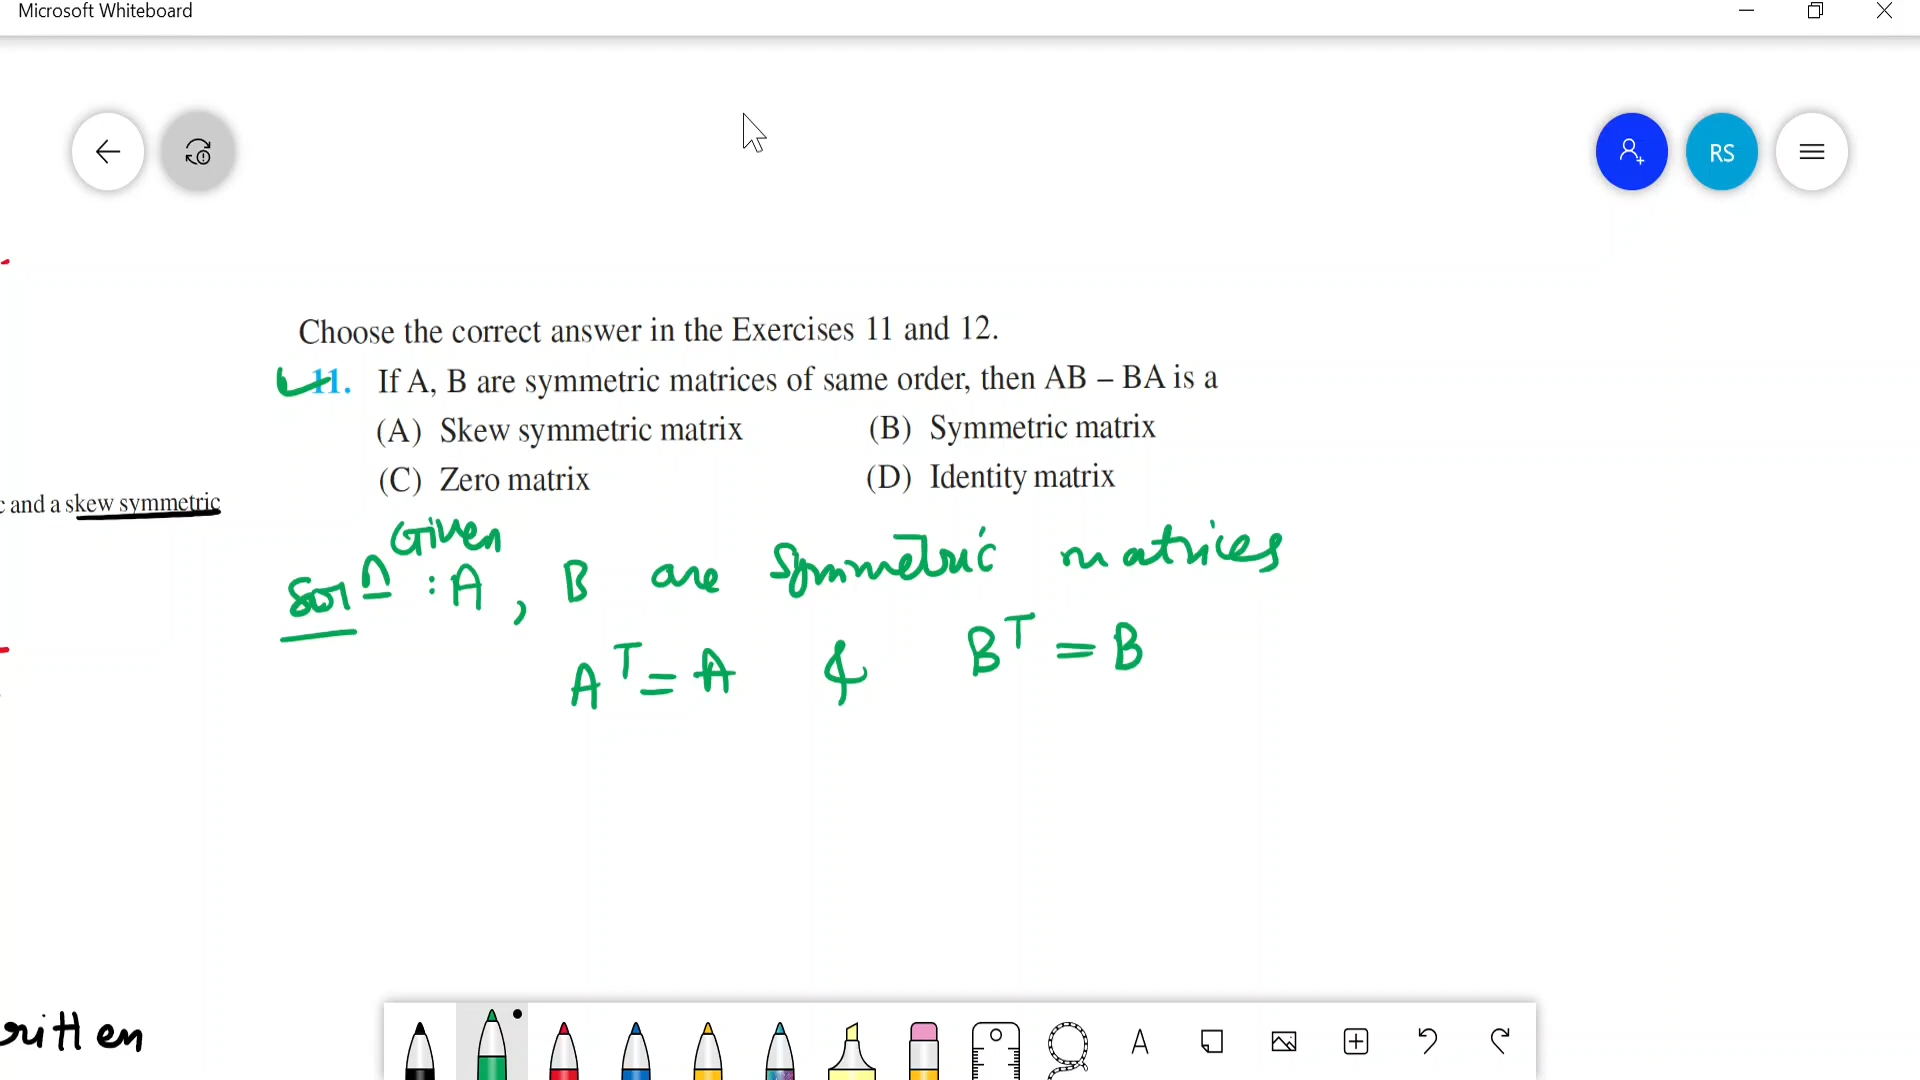 Microsoft Whiteboard
RS
Choose the correct answer in the Exercises 11 and 12.
11. If A, B are symmetric matrices of same order, then AB – BA is a
(A) Skew symmetric matrix (B) Symmetric matrix
(C) Zero matrix (D) Identity matrix
c and a skew symmetric
Given
Sol n : A , B are Symmetric matrices
A^T = A & B^T = B
ritten
A